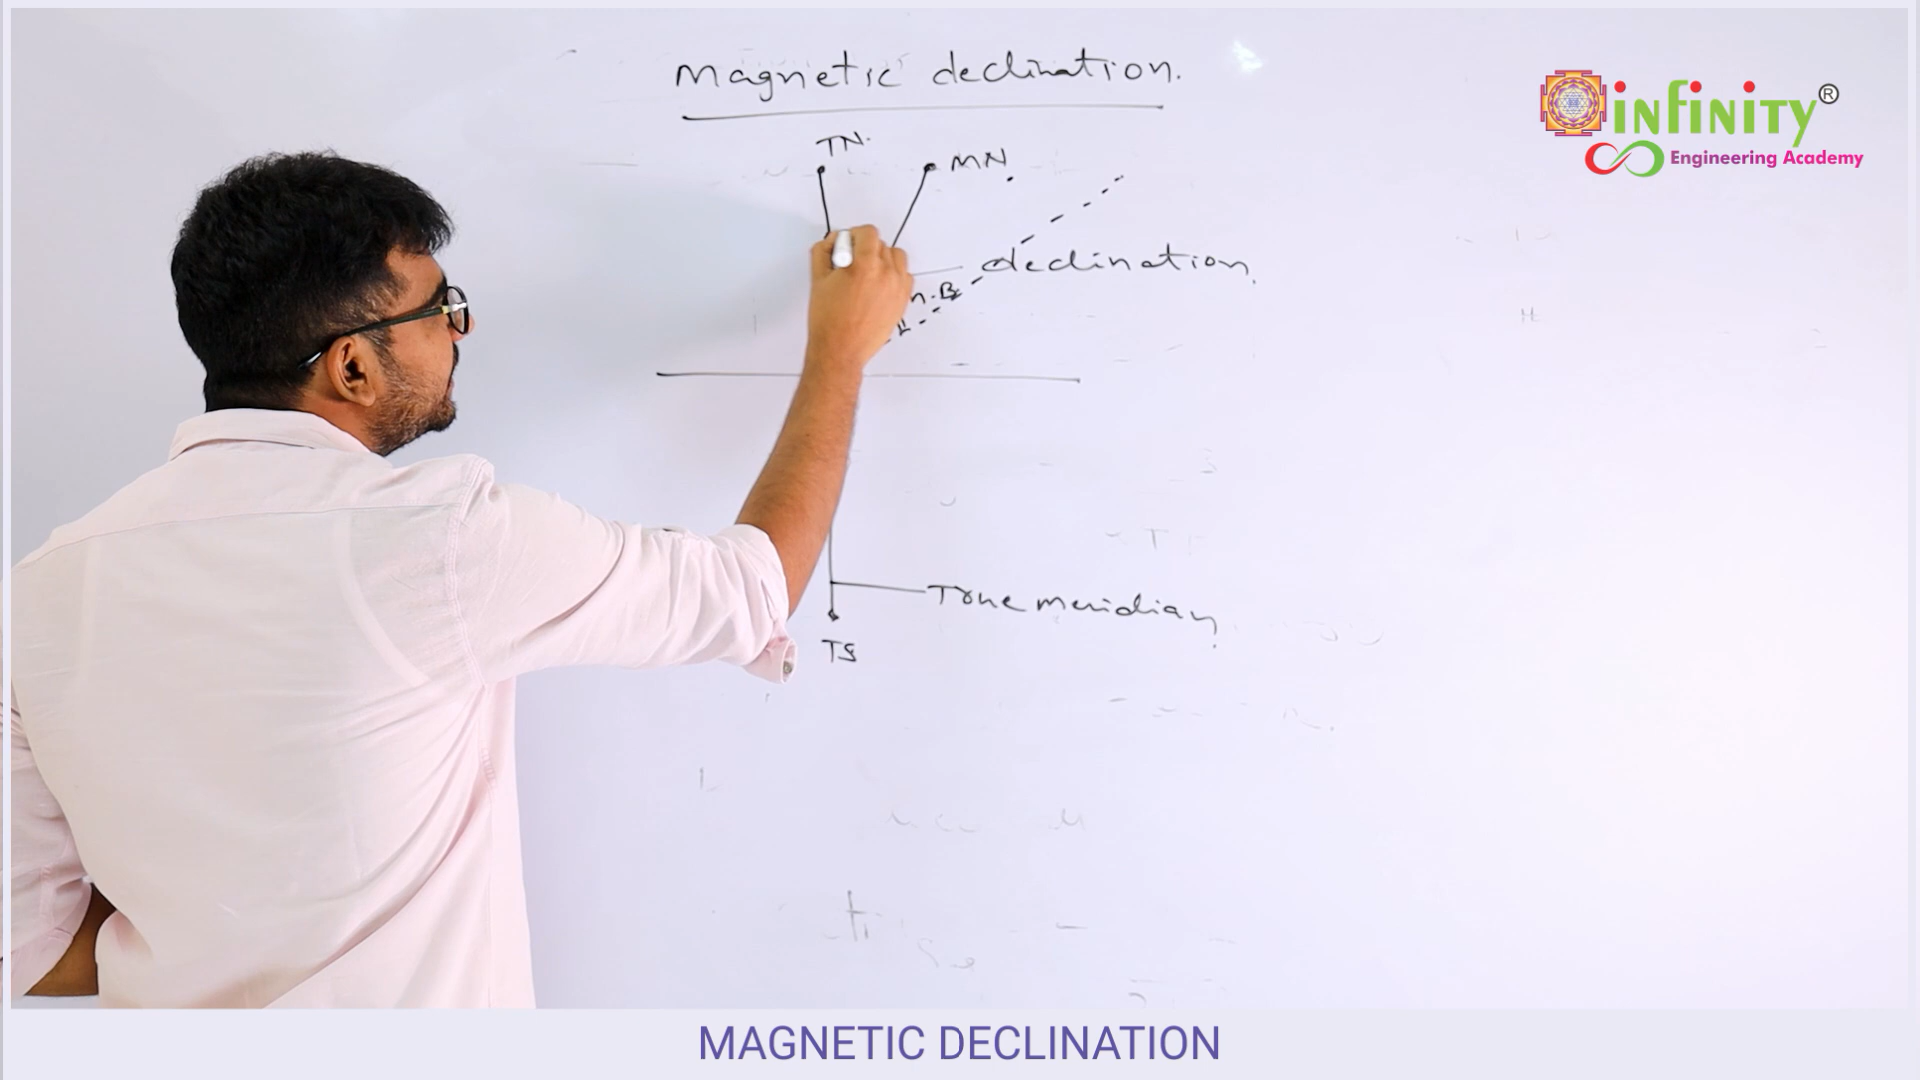 Magnetic declination.
infinity®
Engineering Academy
TN.
MN
declination
n.B
True meridian
TS
MAGNETIC DECLINATION